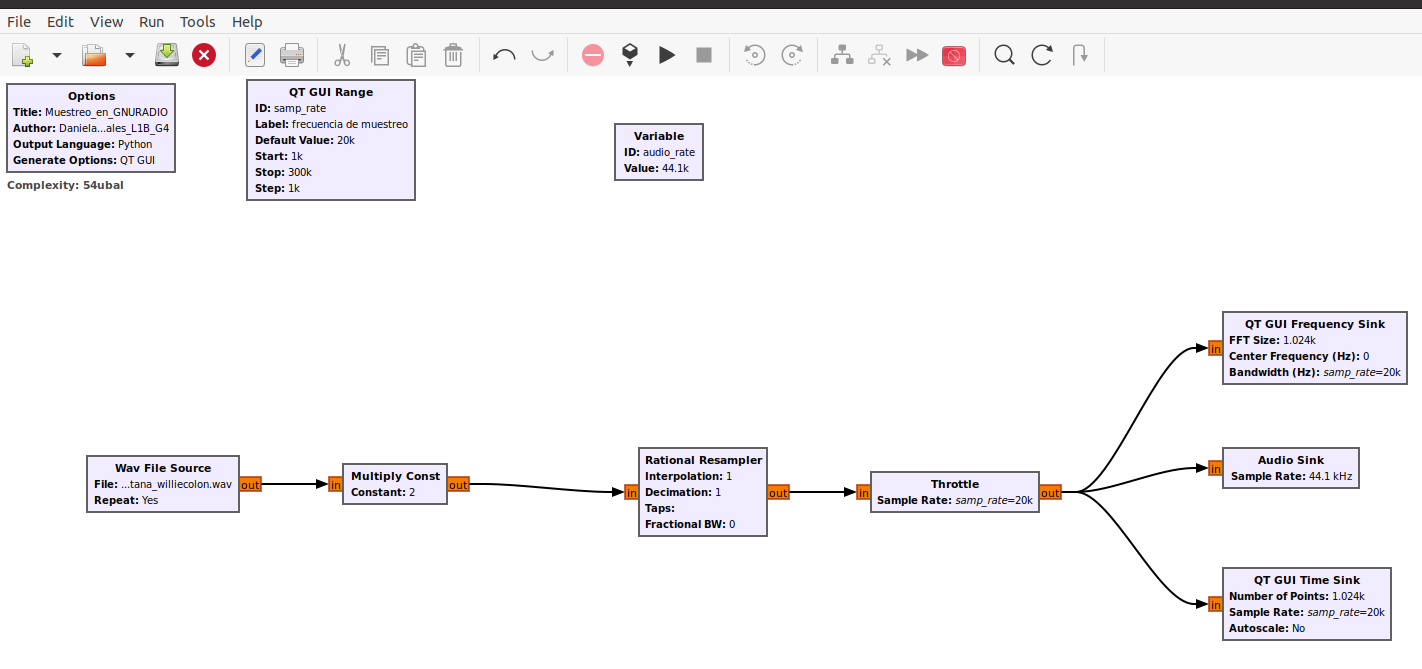 File Edit View Run Tools Help
Options
Title: Muestreo_en_GNURADIO
Author: Daniela...ales_L1B_G4
Output Language: Python
Generate Options: QT GUI
Complexity: 54ubal
QT GUI Range
ID: samp_rate
Label: frecuencia de muestreo
Default Value: 20k
Start: 1k
Stop: 300k
Step: 1k
Variable
ID: audio_rate
Value: 44.1k
Wav File Source
File: ...tana_williecolon.wav
Repeat: Yes
out
in
Multiply Const
Constant: 2
out
in
Rational Resampler
Interpolation: 1
Decimation: 1
Taps:
Fractional BW: 0
out
in
Throttle
Sample Rate: samp_rate=20k
out
in
QT GUI Frequency Sink
FFT Size: 1.024k
Center Frequency (Hz): 0
Bandwidth (Hz): samp_rate=20k
in
Audio Sink
Sample Rate: 44.1 kHz
in
QT GUI Time Sink
Number of Points: 1.024k
Sample Rate: samp_rate=20k
Autoscale: No